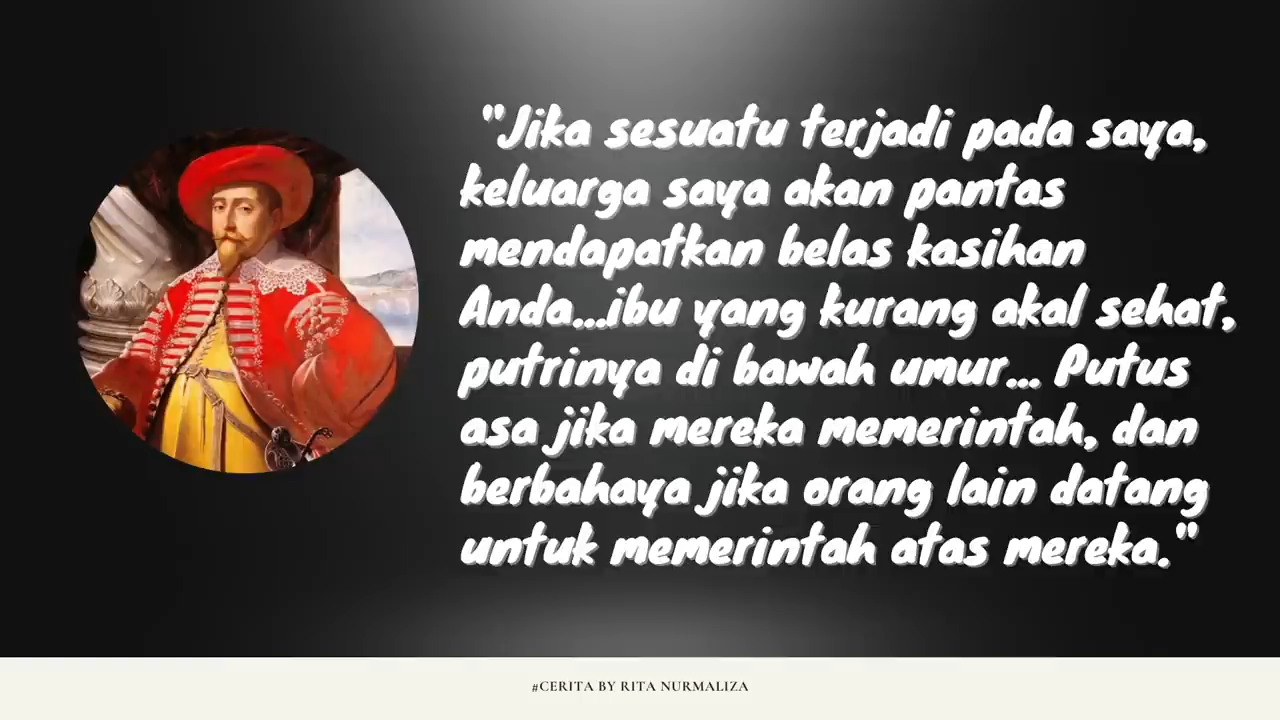 "Jika sesuatu terjadi pada saya,
keluarga saya akan pantas
mendapatkan belas kasihan
Anda...ibu yang kurang akal sehat,
putrinya di bawah umur... Putus
asa jika mereka memerintah, dan
berbahaya jika orang lain datang
untuk memerintah atas mereka."
#CERITA BY RITA NURMALIZA